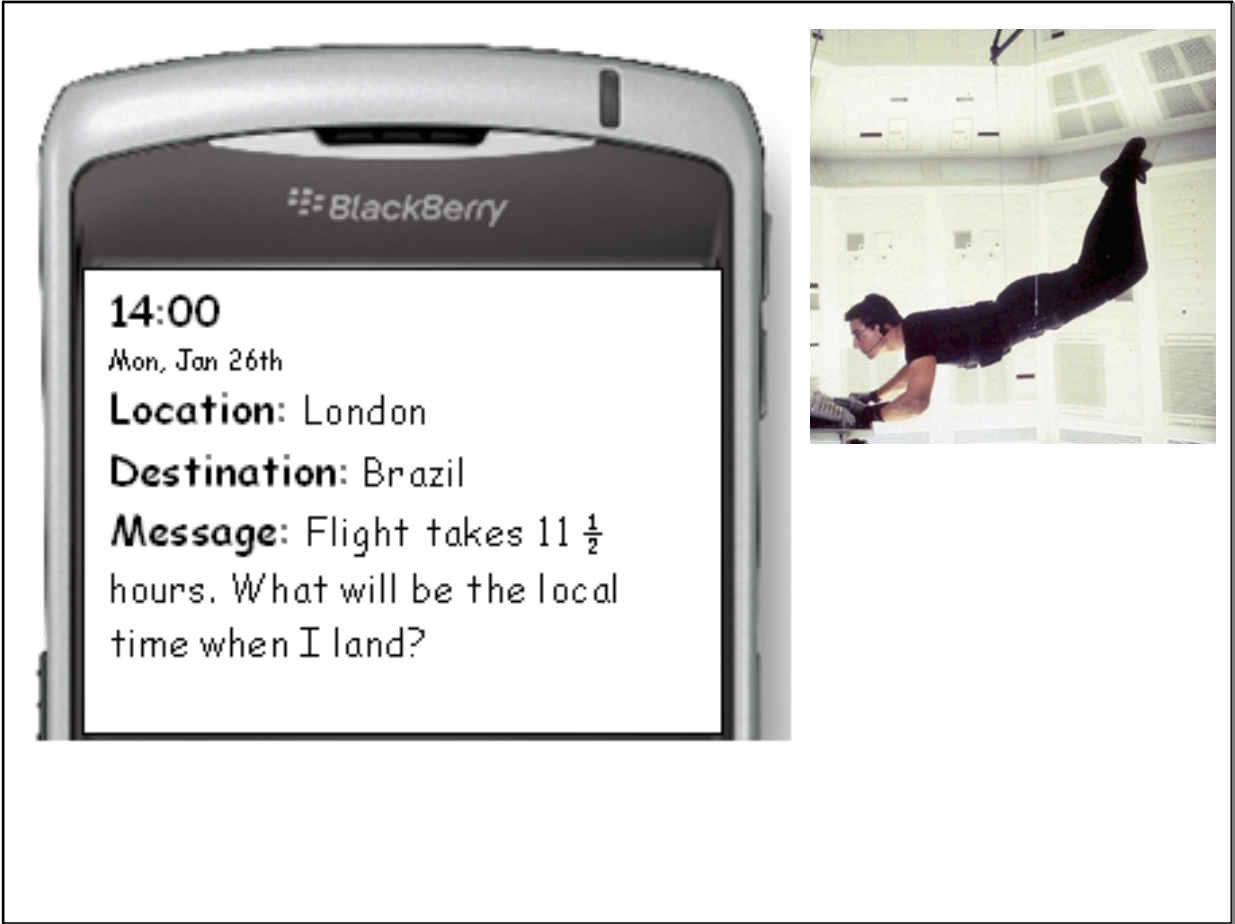 BlackBerry
14:00
Mon, Jan 26th
Location: London
Destination: Brazil
Message: Flight takes 11 ½
hours. What will be the local
time when I land?